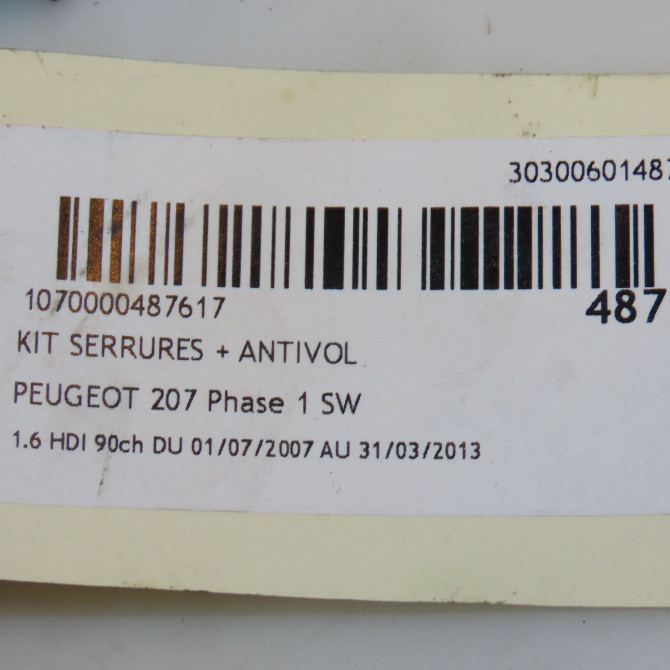 30300601487
1070000487617
487
KIT SERRURES + ANTIVOL
PEUGEOT 207 Phase 1 SW
1.6 HDI 90ch DU 01/07/2007 AU 31/03/2013